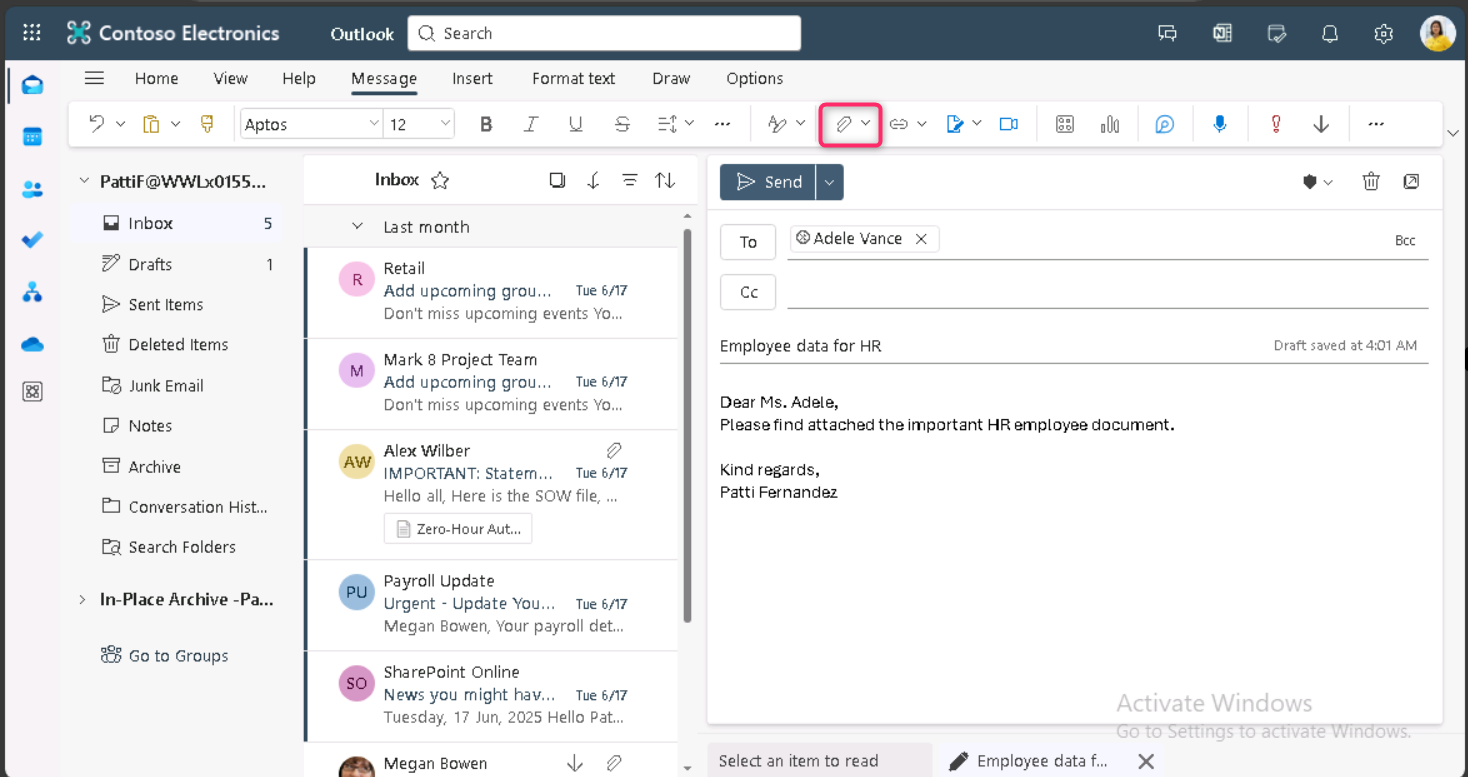 Contoso Electronics
Outlook
Search
Home View Help Message Insert Format text Draw Options
Aptos 12 B I U S
PattiF@WWLx0155...
Inbox 5
Drafts 1
Sent Items
Deleted Items
Junk Email
Notes
Archive
Conversation Hist...
Search Folders
In-Place Archive -Pa...
Go to Groups
Inbox
Last month
R
Retail
Add upcoming grou... Tue 6/17
Don't miss upcoming events Yo...
M
Mark 8 Project Team
Add upcoming grou... Tue 6/17
Don't miss upcoming events Yo...
AW
Alex Wilber
IMPORTANT: Statem... Tue 6/17
Hello all, Here is the SOW file, ...
Zero-Hour Aut...
PU
Payroll Update
Urgent - Update You... Tue 6/17
Megan Bowen, Your payroll det...
SO
SharePoint Online
News you might hav... Tue 6/17
Tuesday, 17 Jun, 2025 Hello Pat...
Megan Bowen
Send
To Adele Vance Bcc
Cc
Employee data for HR Draft saved at 4:01 AM
Dear Ms. Adele,
Please find attached the important HR employee document.
Kind regards,
Patti Fernandez
Activate Windows
Go to Settings to activate Windows.
Select an item to read
Employee data f...